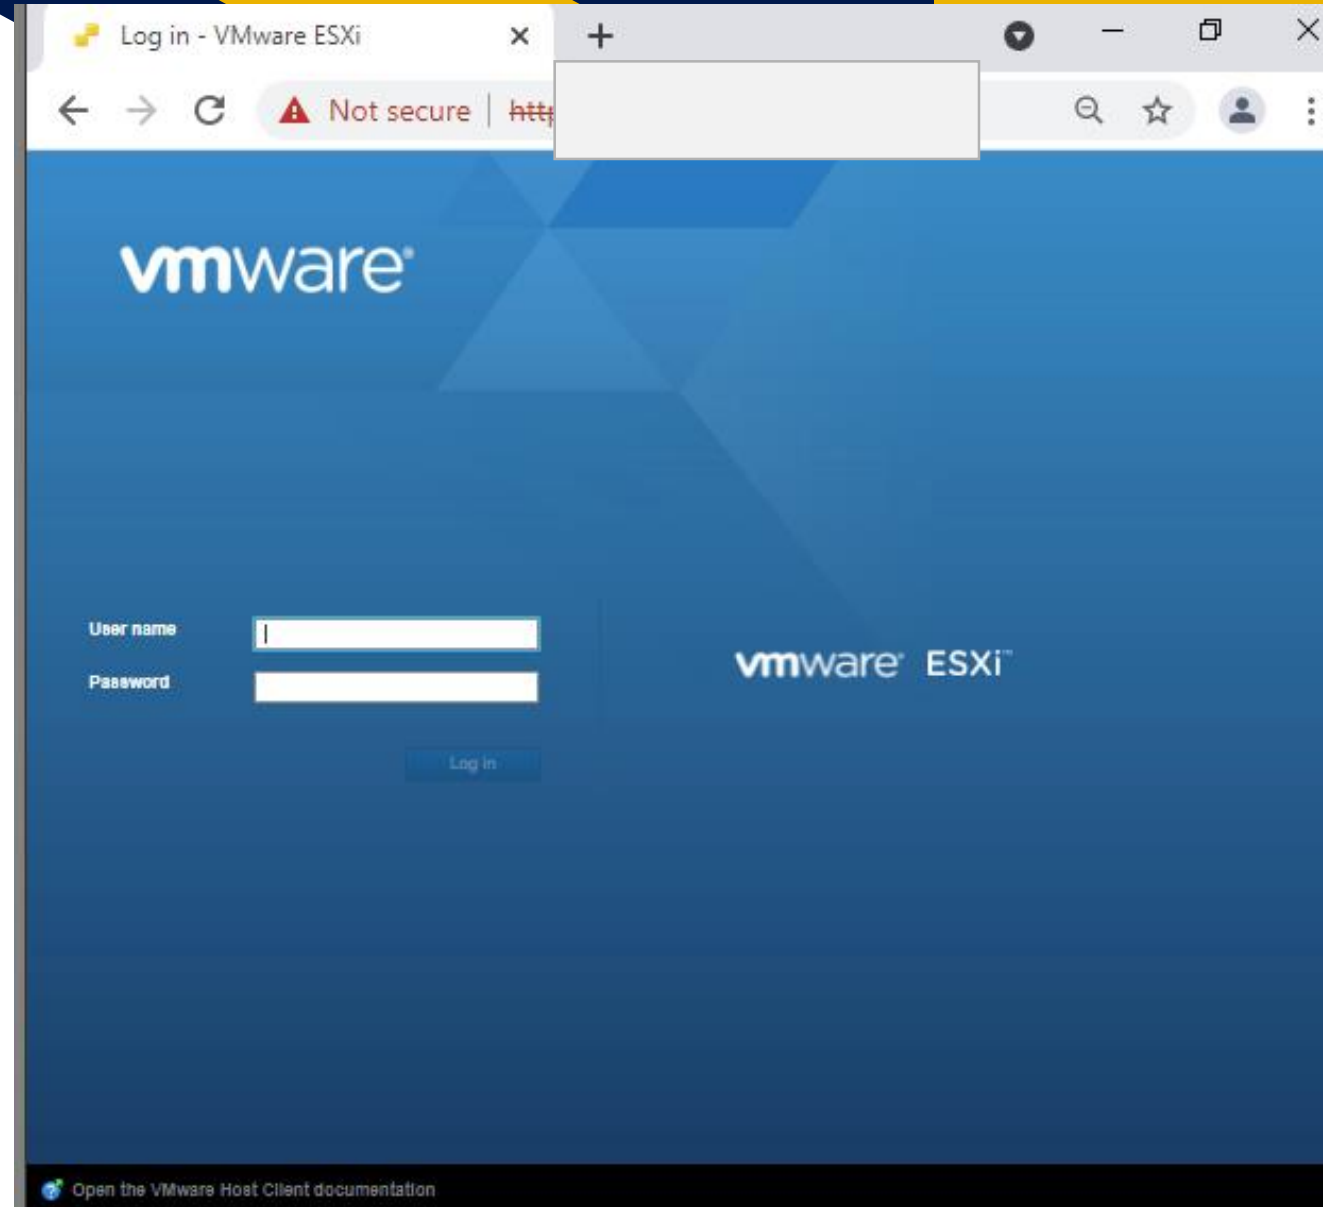 Log in - VMware ESXi
Not secure | http
vmware®
User name
Password
Log in
vmware® ESXi™
Open the VMware Host Client documentation